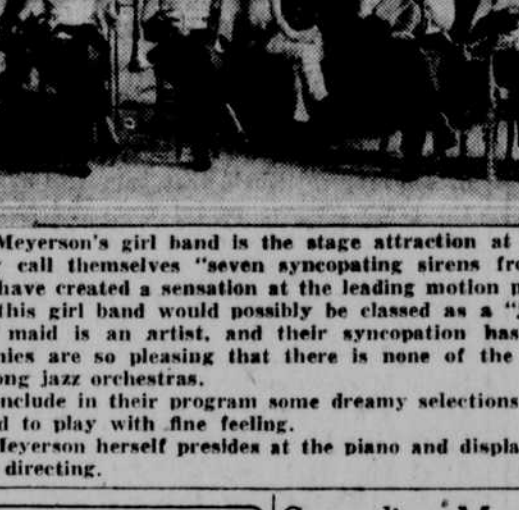 Meyerson's girl band is the stage attraction at
call themselves "seven syncopating sirens fr
have created a sensation at the leading motion p
this girl band would possibly be classed as a "
maid is an artist, and their syncopation has
nies are so pleasing that there is none of the
ong jazz orchestras.
nclude in their program some dreamy selections
d to play with fine feeling.
Meyerson herself presides at the piano and displa
directing.